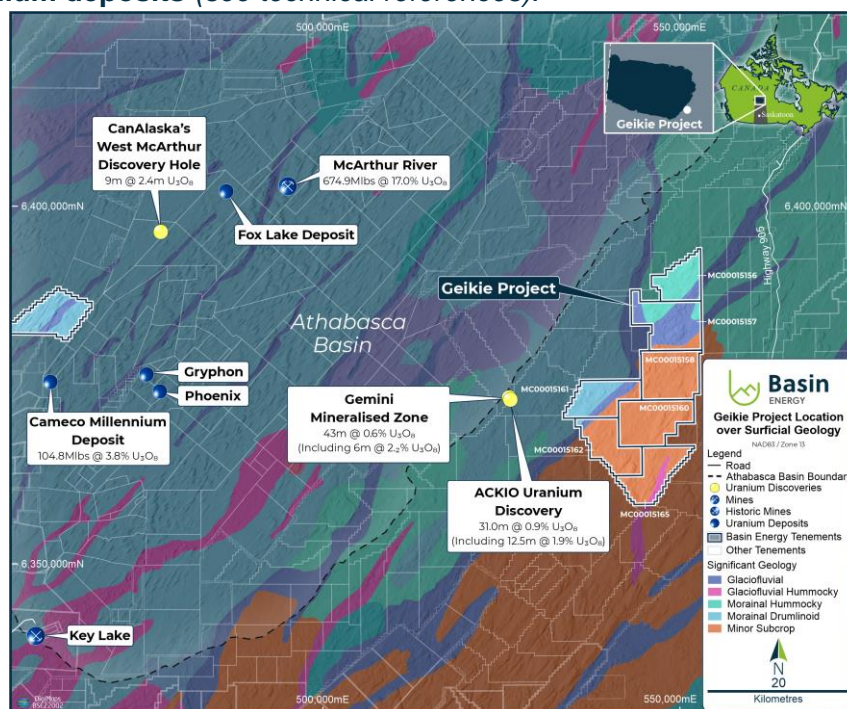 500,000mE
550,000mE
CANADA
Saskatoon
Geikie Project
CanAlaska's
West McArthur
Discovery Hole
9m @ 2.4m U₃O₈
McArthur River
674.9Mlbs @ 17.0% U₃O₈
6,400,000mN
6,400,000mN
Fox Lake Deposit
Highway 905
Geikie Project
MC00015156
MC00015157
MC00015158
Athabasca
Basin
Gryphon
Phoenix
Cameco Millennium
Deposit
104.8Mlbs @ 3.8% U₃O₈
Gemini
Mineralised Zone
43m @ 0.6% U₃O₈
(Including 6m @ 2.2% U₃O₈)
MC00015161
MC00015160
MC00015162
MC00015165
ACKIO Uranium
Discovery
31.0m @ 0.9% U₃O₈
(Including 12.5m @ 1.9% U₃O₈)
6,350,000mN
Key Lake
500,000mE
550,000mE
Basin
ENERGY
Geikie Project Location
over Surficial Geology
NAD83 / Zone 13
Legend
Road
Athabasca Basin Boundar
Uranium Discoveries
Mines
Historic Mines
Uranium Deposits
Basin Energy Tenements
Other Tenements
Significant Geology
Glaciofluvial
Glaciofluvial Hummocky
Morainal Hummocky
Morainal Drumlinoid
Minor Subcrop
N
20
Kilometres